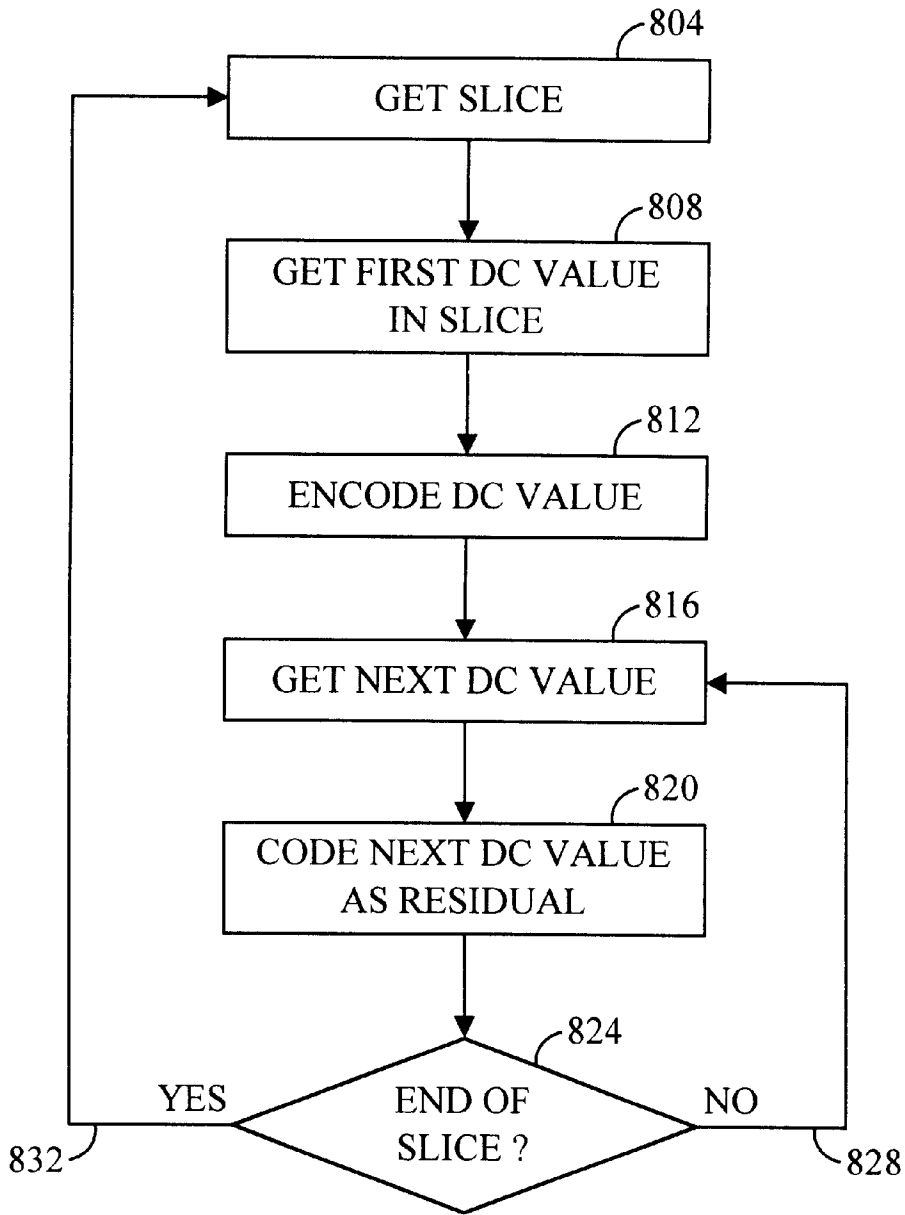 804
GET SLICE
808
GET FIRST DC VALUE
IN SLICE
812
ENCODE DC VALUE
816
GET NEXT DC VALUE
820
CODE NEXT DC VALUE
AS RESIDUAL
824
YES
END OF
SLICE ?
NO
832
828